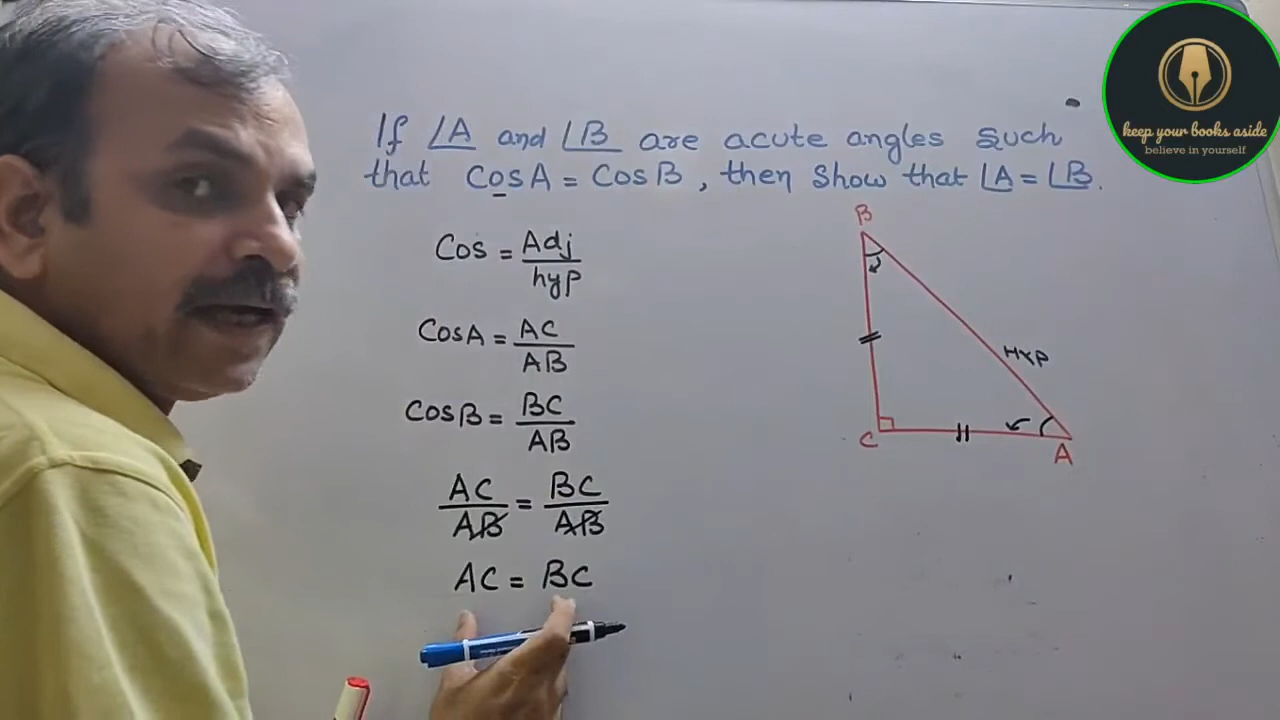 If ∠A and ∠B are acute angles such
that CosA = CosB, then Show that ∠A = ∠B.
Cos = Adj/hyp
CosA = AC/AB
CosB = BC/AB
AC/AB = BC/AB
AC = BC
B
Hyp
C
A
keep your books aside
believe in yourself